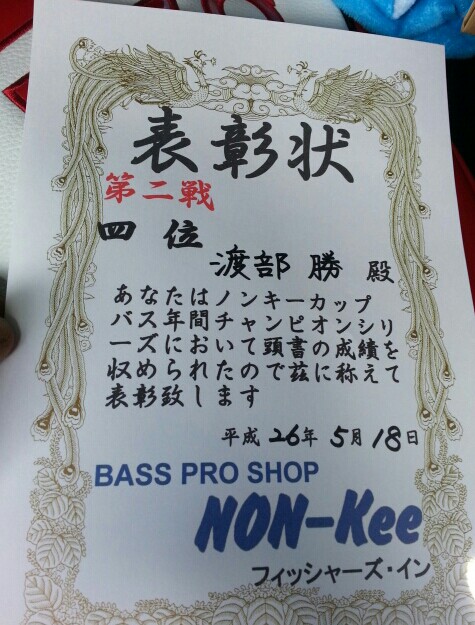 表彰状
第二戦
四位
渡部 勝 殿
あなたはノンキーカップ
バス年間チャンピオンシリ
ーズにおいて頭書の成績を
収められたので玆に称えて
表彰致します
平成 26年 5月 18日
BASS PRO SHOP
NON-Kee
フィッシャーズ・イン